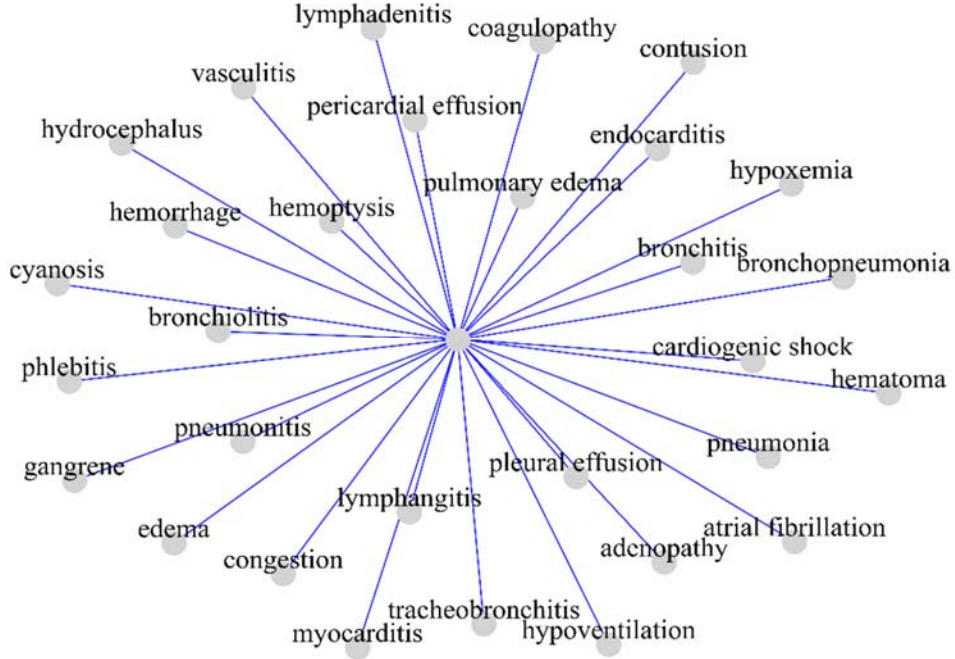 lymphadenitis
coagulopathy
contusion
vasculitis
pericardial effusion
hydrocephalus
endocarditis
hypoxemia
pulmonary edema
hemorrhage
hemoptysis
bronchitis
bronchopneumonia
cyanosis
bronchiolitis
cardiogenic shock
phlebitis
hematoma
pneumonitis
pneumonia
gangrene
pleural effusion
lymphangitis
edema
atrial fibrillation
congestion
adenopathy
tracheobronchitis
myocarditis
hypoventilation